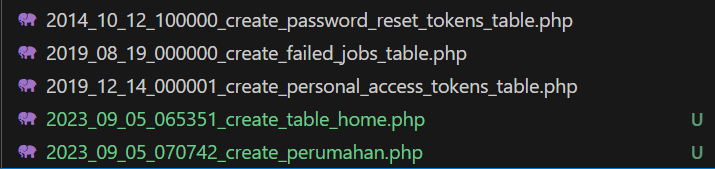 2014_10_12_100000_create_password_reset_tokens_table.php
2019_08_19_000000_create_failed_jobs_table.php
2019_12_14_000001_create_personal_access_tokens_table.php
2023_09_05_065351_create_table_home.php U
2023_09_05_070742_create_perumahan.php U